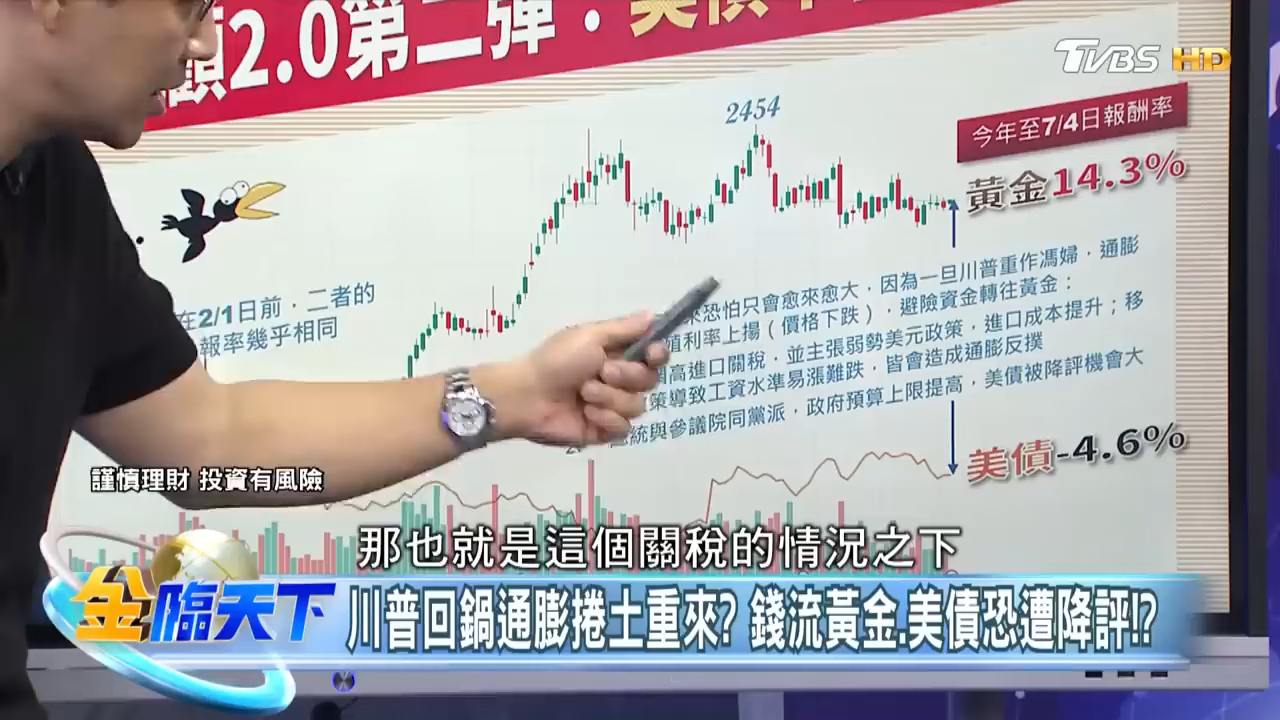 顧2.0第二彈.美債
TVBS HD
2454
今年至7/4日報酬率
黃金14.3%
在2/1日前.二者的
報率幾乎相同
來恐怕只會愈來愈大.因為一旦川普重作馮婦.通膨
殖利率上揚(價格下跌).避險資金轉往黃金:
高進口關稅.並主張弱勢美元政策.進口成本提升;移
策導致工資水準易漲難跌.皆會造成通膨反撲
總統與參議院同黨派.政府預算上限提高.美債被降評機會大
美債-4.6%
謹慎理財 投資有風險
那也就是這個關稅的情況之下
金臨天下
川普回鍋通膨捲土重來? 錢流黃金.美債恐遭降評!?